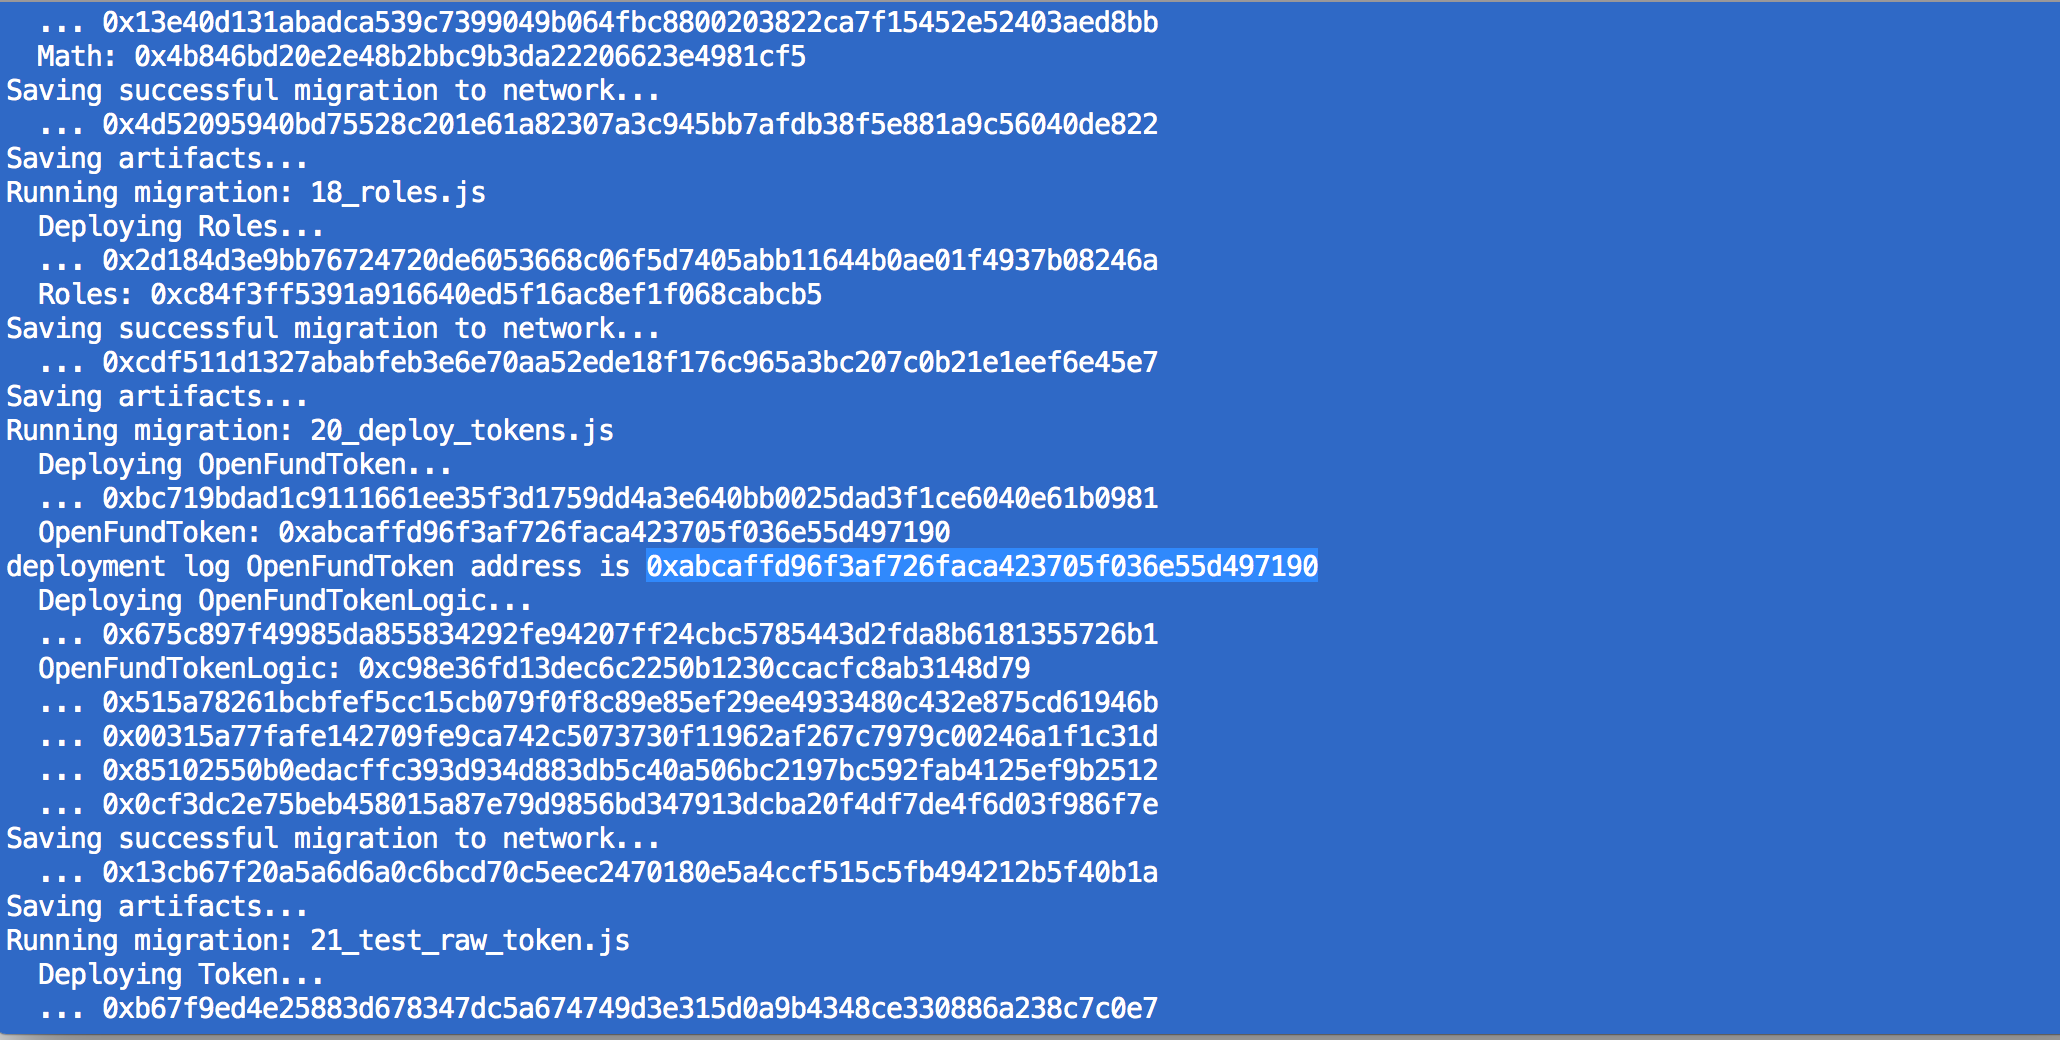 ... 0x13e40d131abadca539c7399049b064fbc8800203822ca7f15452e52403aed8bb
Math: 0x4b846bd20e2e48b2bbc9b3da22206623e4981cf5
Saving successful migration to network...
... 0x4d52095940bd75528c201e61a82307a3c945bb7afdb38f5e881a9c56040de822
Saving artifacts...
Running migration: 18_roles.js
Deploying Roles...
... 0x2d184d3e9bb76724720de6053668c06f5d7405abb11644b0ae01f4937b08246a
Roles: 0xc84f3ff5391a916640ed5f16ac8ef1f068cabcb5
Saving successful migration to network...
... 0xcdf511d1327ababfeb3e6e70aa52ede18f176c965a3bc207c0b21e1eef6e45e7
Saving artifacts...
Running migration: 20_deploy_tokens.js
Deploying OpenFundToken...
... 0xbc719bdad1c9111661ee35f3d1759dd4a3e640bb0025dad3f1ce6040e61b0981
OpenFundToken: 0xabcaffd96f3af726faca423705f036e55d497190
deployment log OpenFundToken address is 0xabcaffd96f3af726faca423705f036e55d497190
Deploying OpenFundTokenLogic...
... 0x675c897f49985da855834292fe94207ff24cbc5785443d2fda8b6181355726b1
OpenFundTokenLogic: 0xc98e36fd13dec6c2250b1230ccacfc8ab3148d79
... 0x515a78261bcbfef5cc15cb079f0f8c89e85ef29ee4933480c432e875cd61946b
... 0x00315a77fafe142709fe9ca742c5073730f11962af267c7979c00246a1f1c31d
... 0x85102550b0edacffc393d934d883db5c40a506bc2197bc592fab4125ef9b2512
... 0x0cf3dc2e75beb458015a87e79d9856bd347913dcba20f4df7de4f6d03f986f7e
Saving successful migration to network...
... 0x13cb67f20a5a6d6a0c6bcd70c5eec2470180e5a4ccf515c5fb494212b5f40b1a
Saving artifacts...
Running migration: 21_test_raw_token.js
Deploying Token...
... 0xb67f9ed4e25883d678347dc5a674749d3e315d0a9b4348ce330886a238c7c0e7